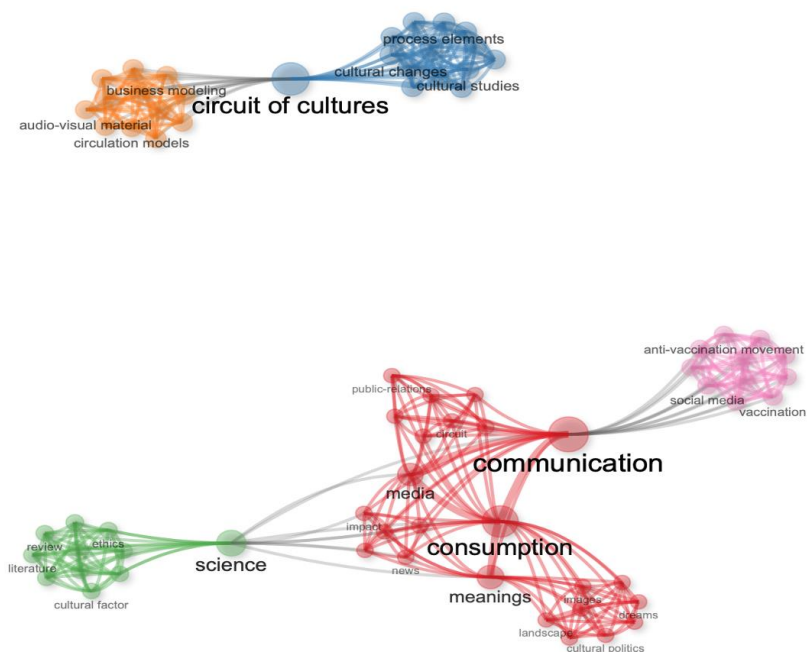 process elements
cultural changes
cultural studies
business modeling
circuit of cultures
audio-visual material
circulation models
anti-vaccination movement
social media
vaccination
public-relations
circuit
communication
media
impact
consumption
news
meanings
images
dreams
landscape
cultural politics
review
ethics
literature
science
cultural factor